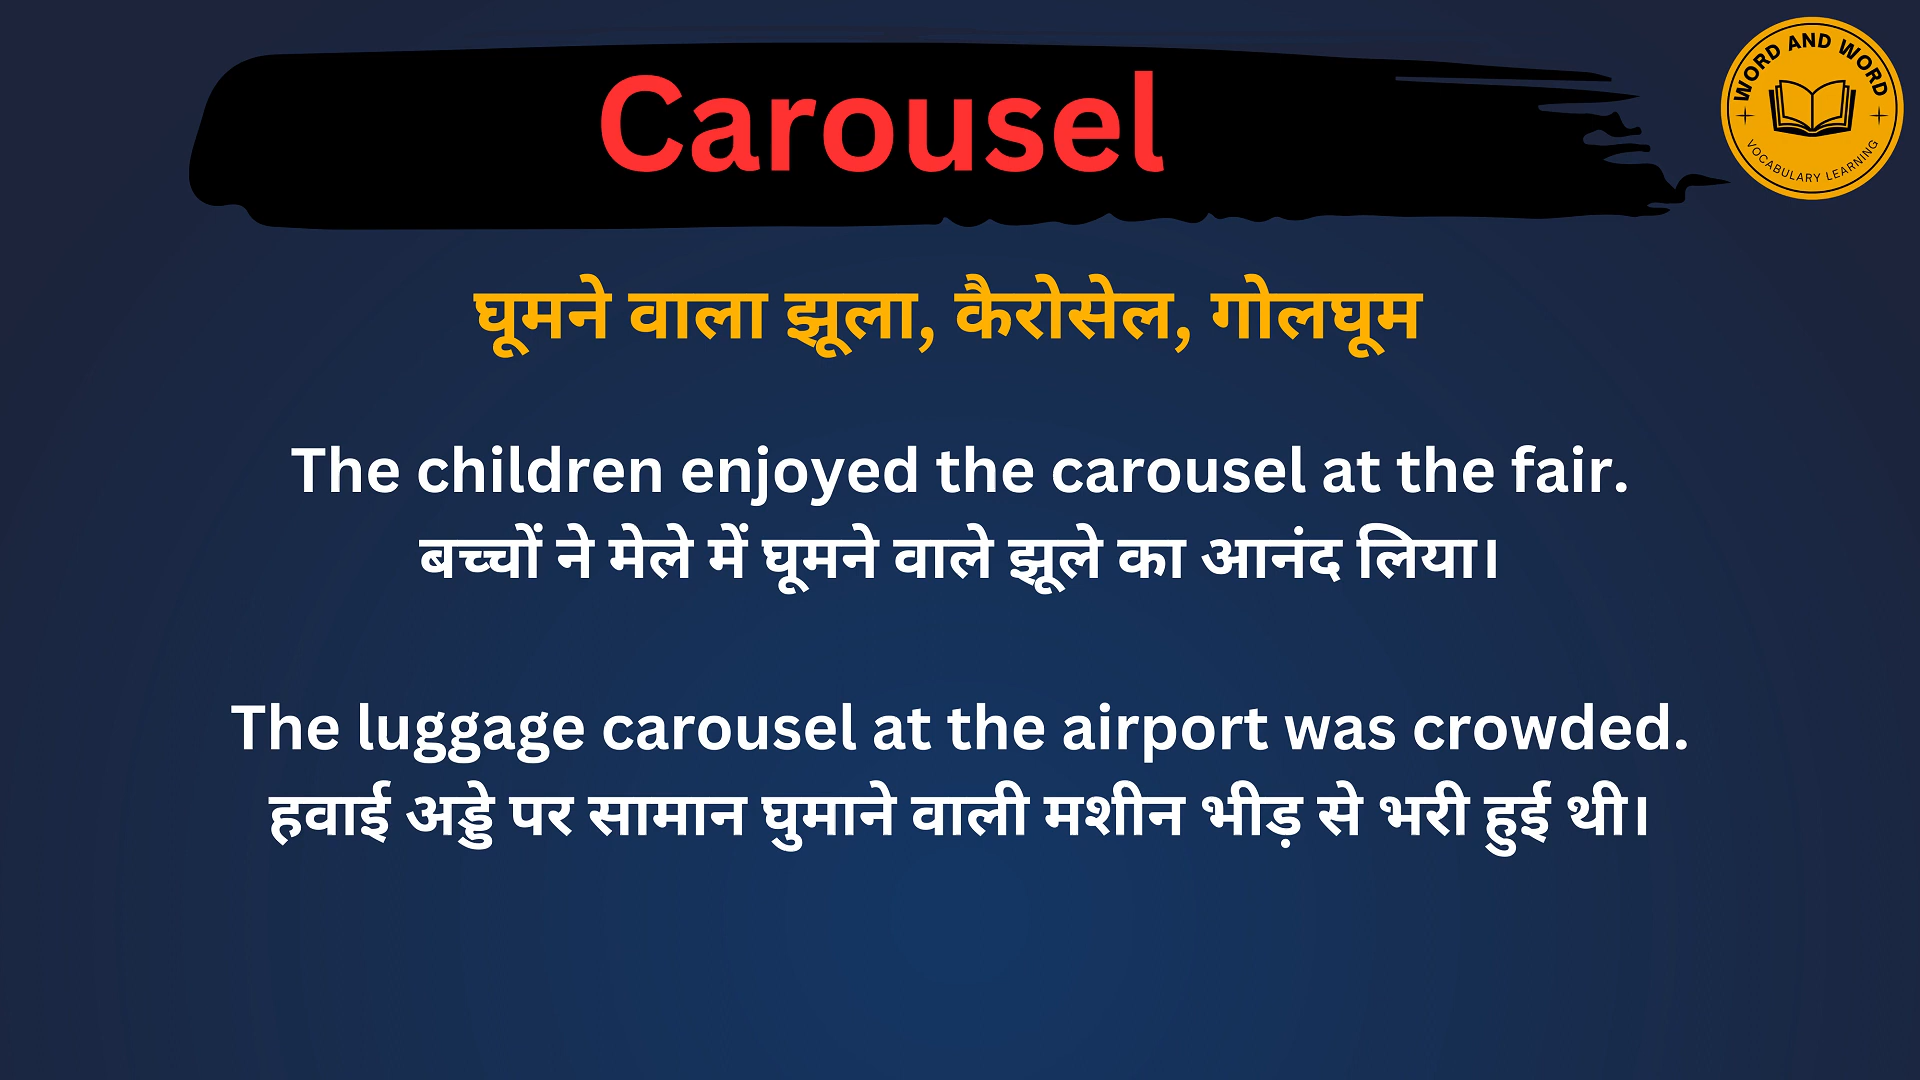 Carousel
WORD AND WORD
VOCABULARY LEARNING
घूमने वाला झूला, कैरोसेल, गोलघूम
The children enjoyed the carousel at the fair.
बच्चों ने मेले में घूमने वाले झूले का आनंद लिया।
The luggage carousel at the airport was crowded.
हवाई अड्डे पर सामान घुमाने वाली मशीन भीड़ से भरी हुई थी।